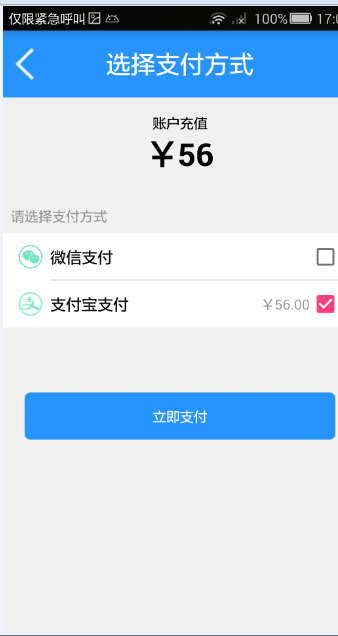 仅限紧急呼叫 100% 17:0
选择支付方式
账户充值
￥56
请选择支付方式
微信支付
支付宝支付 ￥56.00
立即支付